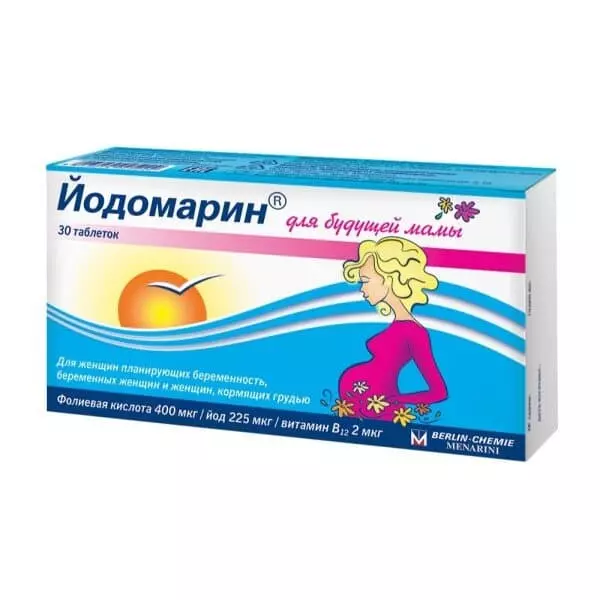 Йодомарин®
для будущей мамы
30 таблеток
Для женщин планирующих беременность,
беременных женщин и женщин, кормящих грудью
Фолиевая кислота 400 мкг / йод 225 мкг / витамин B12 2 мкг
BERLIN-CHEMIE
MENARINI